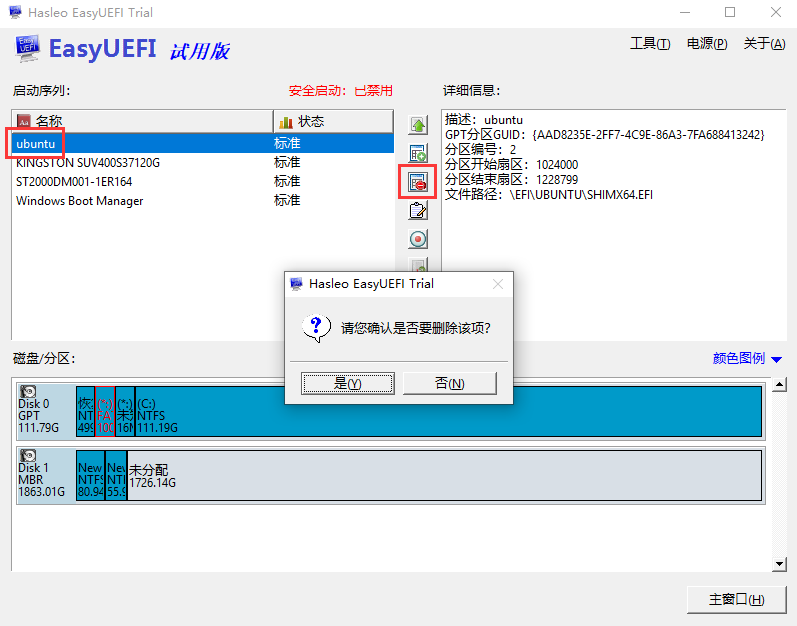 Hasleo EasyUEFI Trial
EasyUEFI 试用版
工具(T) 电源(P) 关于(A)
启动序列: 安全启动: 已禁用
名称 状态
ubuntu 标准
KINGSTON SUV400S37120G 标准
ST2000DM001-1ER164 标准
Windows Boot Manager 标准
详细信息:
描述: ubuntu
GPT分区GUID: {AAD8235E-2FF7-4C9E-86A3-7FA688413242}
分区编号: 2
分区开始扇区: 1024000
分区结束扇区: 1228799
文件路径: \EFI\UBUNTU\SHIMX64.EFI
Hasleo EasyUEFI Trial
请您确认是否要删除该项?
是(Y) 否(N)
磁盘/分区: 颜色图例
Disk 0
GPT
111.79G
恢
NT
499
(*:)
FA
100
(*:)
未
16M
(C:)
NTFS
111.19G
Disk 1
MBR
1863.01G
New
NTFS
80.94
New
NTF
55.9
未分配
1726.14G
主窗口(H)